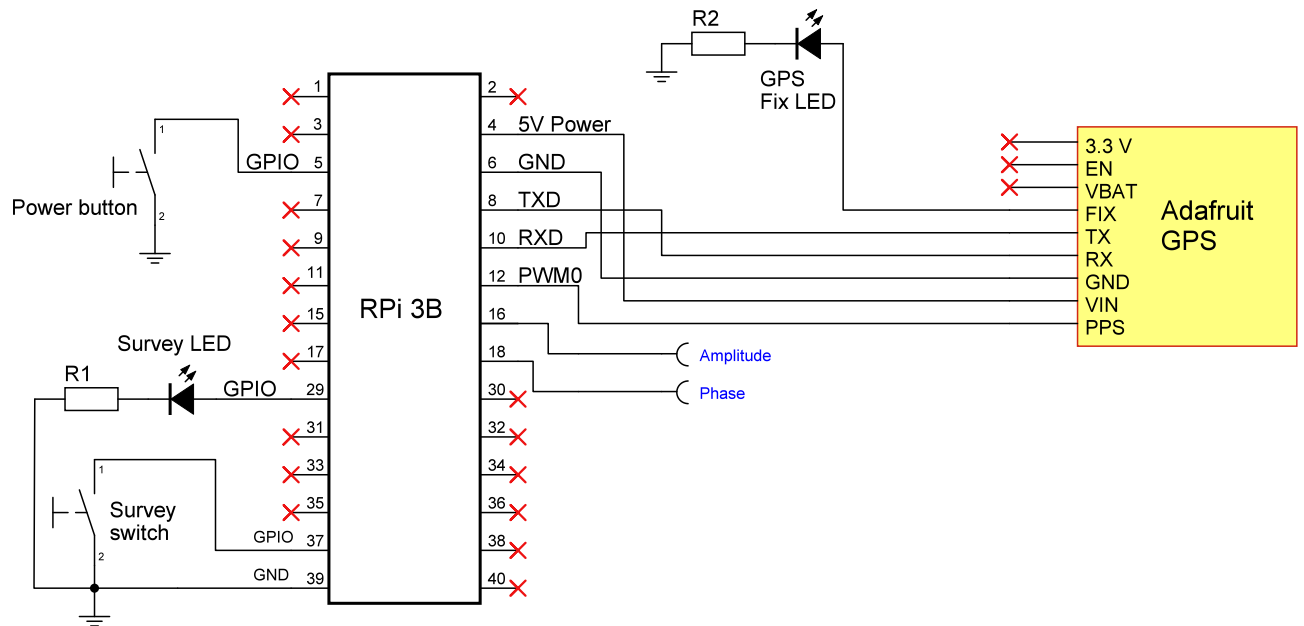 R2
GPS
Fix LED
1
2
3
4
5V Power
1
GPIO
5
6
GND
3.3 V
EN
VBAT
Power button
2
7
8
TXD
FIX
Adafruit
GPS
9
10
RXD
TX
RX
11
12
PWM0
GND
RPi 3B
VIN
15
16
PPS
Survey LED
17
18
Amplitude
R1
GPIO
29
30
Phase
31
32
1
33
34
Survey
switch
35
36
GPIO
37
38
2
GND
39
40